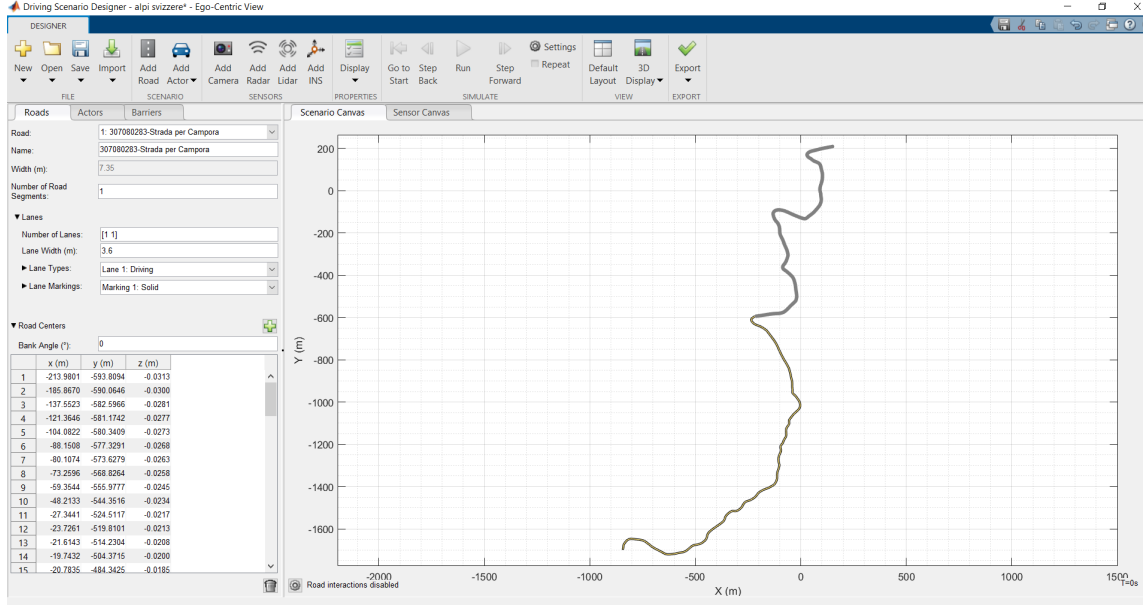 Driving Scenario Designer - alpi svizzere* - Ego-Centric View
DESIGNER
New Open Save Import Add Road Add Actor Add Camera Add Radar Add Lidar Add INS Display Go to Start Step Back Run Step Forward Settings Repeat Default Layout 3D Display Export
FILE SCENARIO SENSORS PROPERTIES SIMULATE VIEW EXPORT
Roads Actors Barriers Scenario Canvas Sensor Canvas
Road: 1: 307080283-Strada per Campora
Name: 307080283-Strada per Campora
Width (m): 7.35
Number of Road Segments: 1
Lanes
Number of Lanes: [1 1]
Lane Width (m): 3.6
Lane Types: Lane 1: Driving
Lane Markings: Marking 1: Solid
Road Centers
Bank Angle (°): 0
x (m) y (m) z (m)
1 -213.9801 -593.8094 -0.0313
2 -185.8670 -590.0646 -0.0300
3 -137.5523 -582.5966 -0.0281
4 -121.3646 -581.1742 -0.0277
5 -104.0822 -580.3409 -0.0273
6 -88.1508 -577.3291 -0.0268
7 -80.1074 -573.6279 -0.0263
8 -73.2596 -568.8264 -0.0258
9 -59.3544 -555.9777 -0.0245
10 -48.2133 -544.3516 -0.0234
11 -27.3441 -524.5117 -0.0217
12 -23.7261 -519.8101 -0.0213
13 -21.6143 -514.2304 -0.0208
14 -19.7432 -504.3715 -0.0200
15 -20.7835 -484.3425 -0.0185
200
0
-200
-400
-600
-800
-1000
-1200
-1400
-1600
Y (m)
-2000 -1500 -1000 -500 0 500 1000 1500
X (m)
Road interactions disabled
T=0s